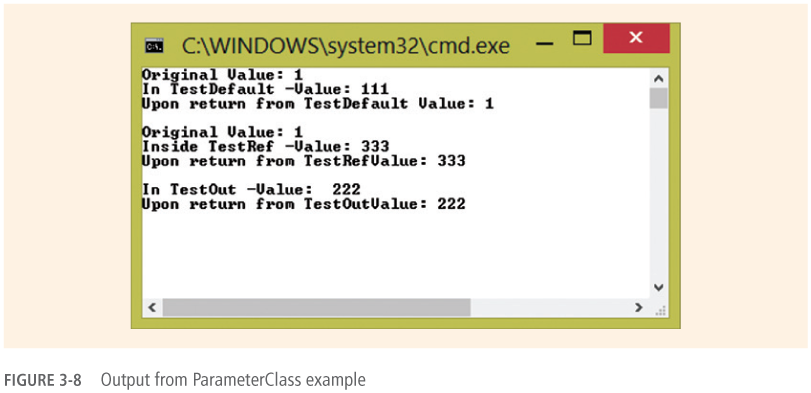 C:\WINDOWS\system32\cmd.exe
Original Value: 1
In TestDefault -Value: 111
Upon return from TestDefault Value: 1
Original Value: 1
Inside TestRef -Value: 333
Upon return from TestRefValue: 333
In TestOut -Value:  222
Upon return from TestOutValue: 222
FIGURE 3-8 Output from ParameterClass example